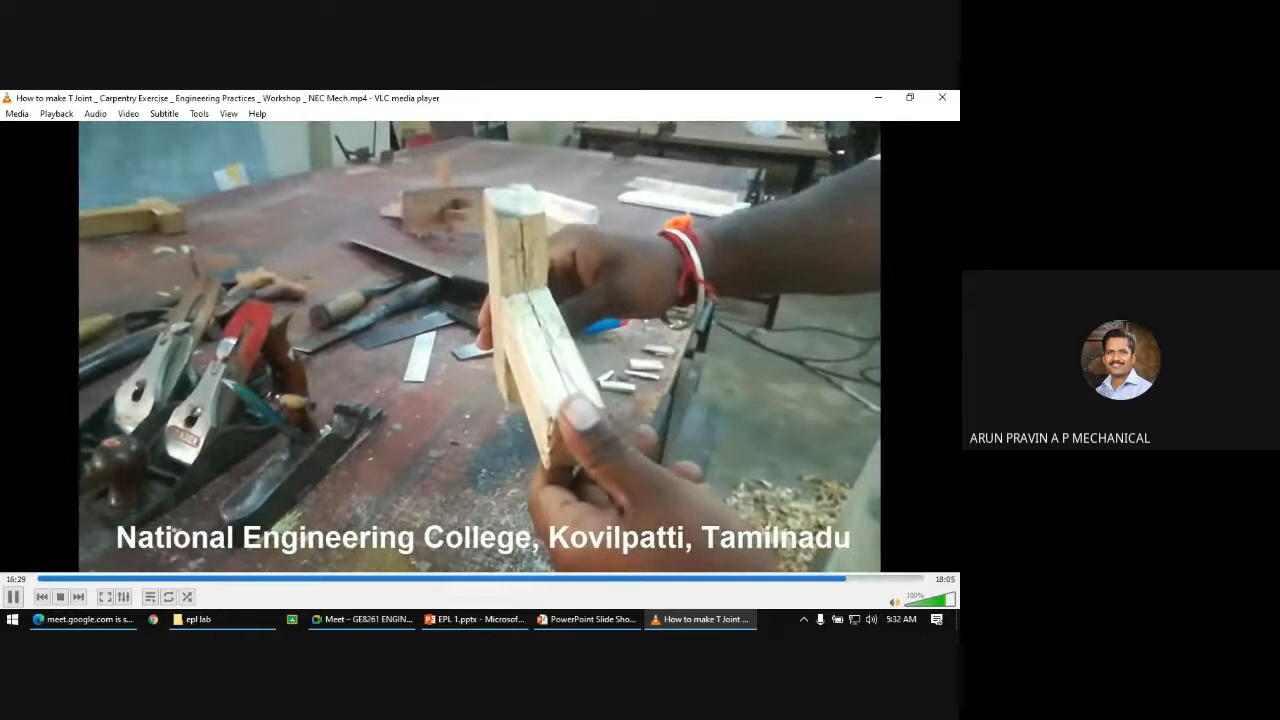 How to make T Joint _ Carpentry Exercise _ Engineering Practices _ Workshop _ NEC Mech.mp4 - VLC media player
Media Playback Audio Video Subtitle Tools View Help
National Engineering College, Kovilpatti, Tamilnadu
ARUN PRAVIN A P MECHANICAL
16:29
18:05
100%
meet.google.com is s...
epl lab
Meet – GE8261 ENGIN...
EPL 1.pptx - Microsof...
PowerPoint Slide Sho...
How to make T Joint ...
5:32 AM